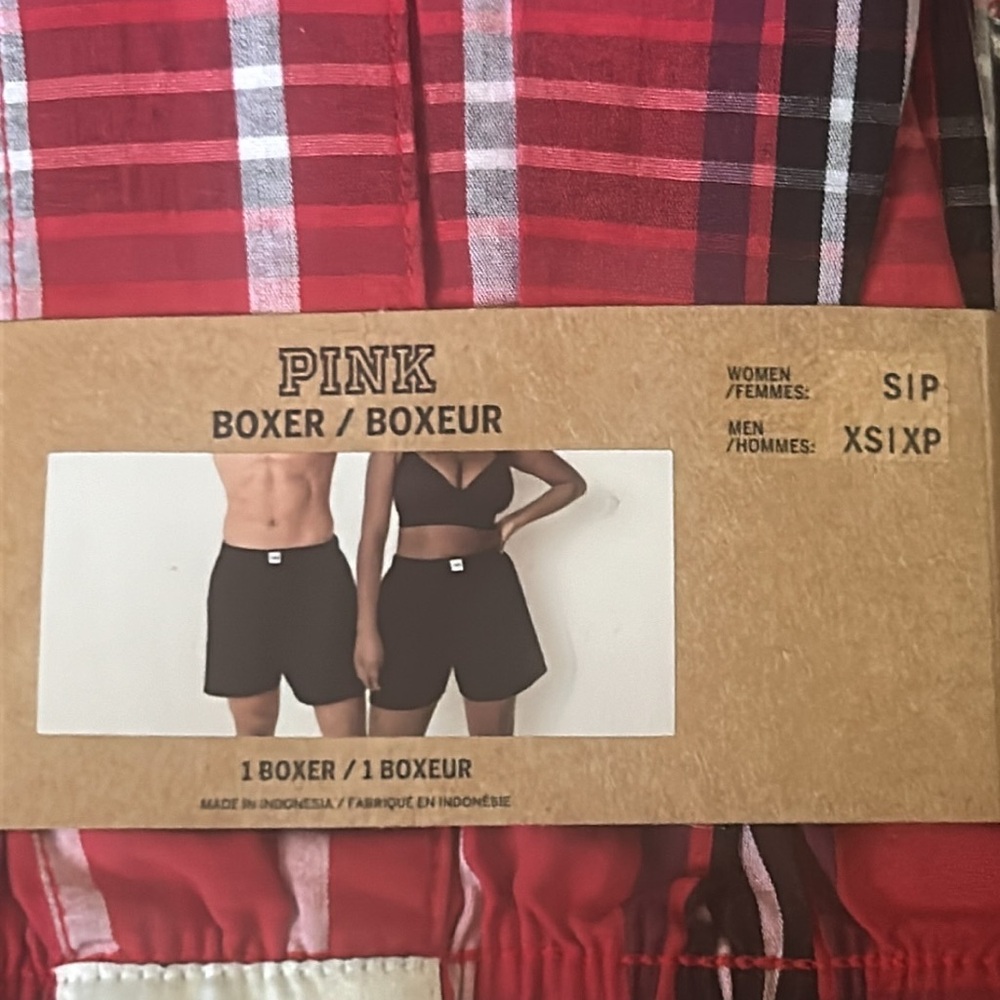 PINK
BOXER / BOXEUR
WOMEN
/FEMMES: S|P
MEN
/HOMMES: XS|XP
1 BOXER / 1 BOXEUR
MADE IN INDONESIA / FABRIQUÉ EN INDONÉSIE